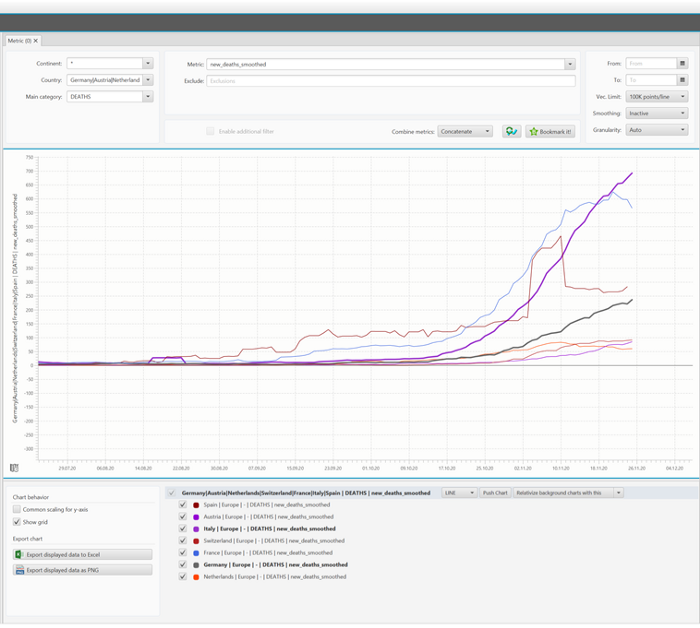 Metric (0) ✕
Continent: *
Country: Germany|Austria|Netherland
Main category: DEATHS
Metric: new_deaths_smoothed
Exclude: Exclusions
Enable additional filter
Combine metrics: Concatenate
Bookmark it!
From: From
To: To
Vec. Limit: 100K points/line
Smoothing: Inactive
Granularity: Auto
Germany|Austria|Netherlands|Switzerland|France|Italy|Spain | DEATHS | new_deaths_smoothed
750
700
650
600
550
500
450
400
350
300
250
200
150
100
50
0
-50
-100
-150
-200
-250
-300
29.07.20 06.08.20 14.08.20 22.08.20 30.08.20 07.09.20 15.09.20 23.09.20 01.10.20 09.10.20 17.10.20 25.10.20 02.11.20 10.11.20 18.11.20 26.11.20 04.12.20
Chart behavior
Common scaling for y-axis
Show grid
Export chart
Export displayed data to Excel
Export displayed data as PNG
Germany|Austria|Netherlands|Switzerland|France|Italy|Spain | DEATHS | new_deaths_smoothed LINE Push Chart Relativize background charts with this
Spain | Europe | - | DEATHS | new_deaths_smoothed
Austria | Europe | - | DEATHS | new_deaths_smoothed
Italy | Europe | - | DEATHS | new_deaths_smoothed
Switzerland | Europe | - | DEATHS | new_deaths_smoothed
France | Europe | - | DEATHS | new_deaths_smoothed
Germany | Europe | - | DEATHS | new_deaths_smoothed
Netherlands | Europe | - | DEATHS | new_deaths_smoothed